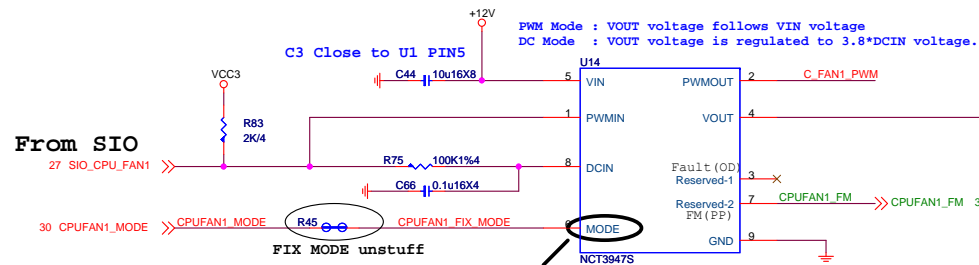 +12V
PWM Mode : VOUT voltage follows VIN voltage
DC Mode : VOUT voltage is regulated to 3.8*DCIN voltage.
C3 Close to U1 PIN5
U14
VCC3
C44 10u16X8
5 VIN PWMOUT 2 C_FAN1_PWM
R83
2K/4
1 PWMIN VOUT 4
From SIO
27 SIO_CPU_FAN1
R75 100K1%4
8 DCIN
Fault(OD)
Reserved-1 3
C66 0.1u16X4
Reserved-2 7 CPUFAN1_FM CPUFAN1_FM 3
FM(PP)
30 CPUFAN1_MODE CPUFAN1_MODE R45 CPUFAN1_FIX_MODE MODE
GND 9
FIX MODE unstuff
NCT3947S